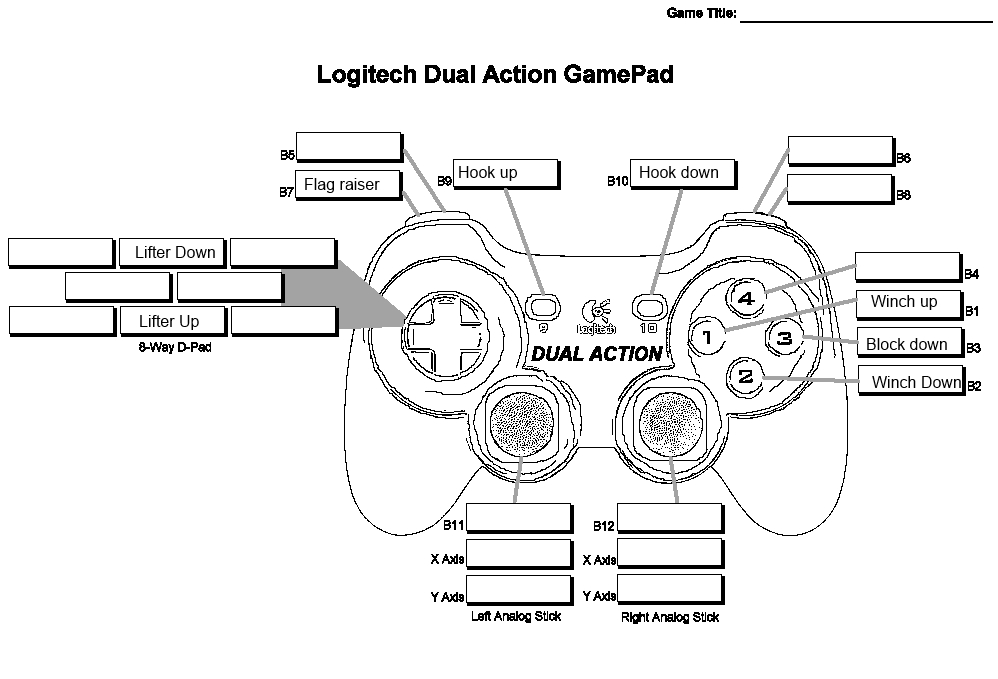 Game Title:
Logitech Dual Action GamePad
B5
B6
B7 Flag raiser
B9 Hook up
B10 Hook down
B8
Lifter Down
Lifter Up
8-Way D-Pad
B4
Winch up B1
Block down B3
Winch Down B2
4
1
3
2
9
Logitech
10
DUAL ACTION
B11
B12
X Axis
X Axis
Y Axis
Y Axis
Left Analog Stick
Right Analog Stick